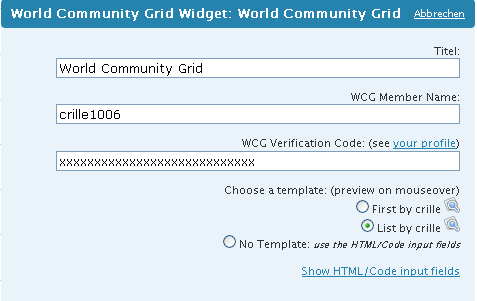 World Community Grid Widget: World Community Grid Abbrechen
Titel:
World Community Grid
WCG Member Name:
crille1006
WCG Verification Code: (see your profile)
xxxxxxxxxxxxxxxxxxxxxxxxxxxx
Choose a template: (preview on mouseover)
First by crille
List by crille
No Template: use the HTML/Code input fields
Show HTML/Code input fields